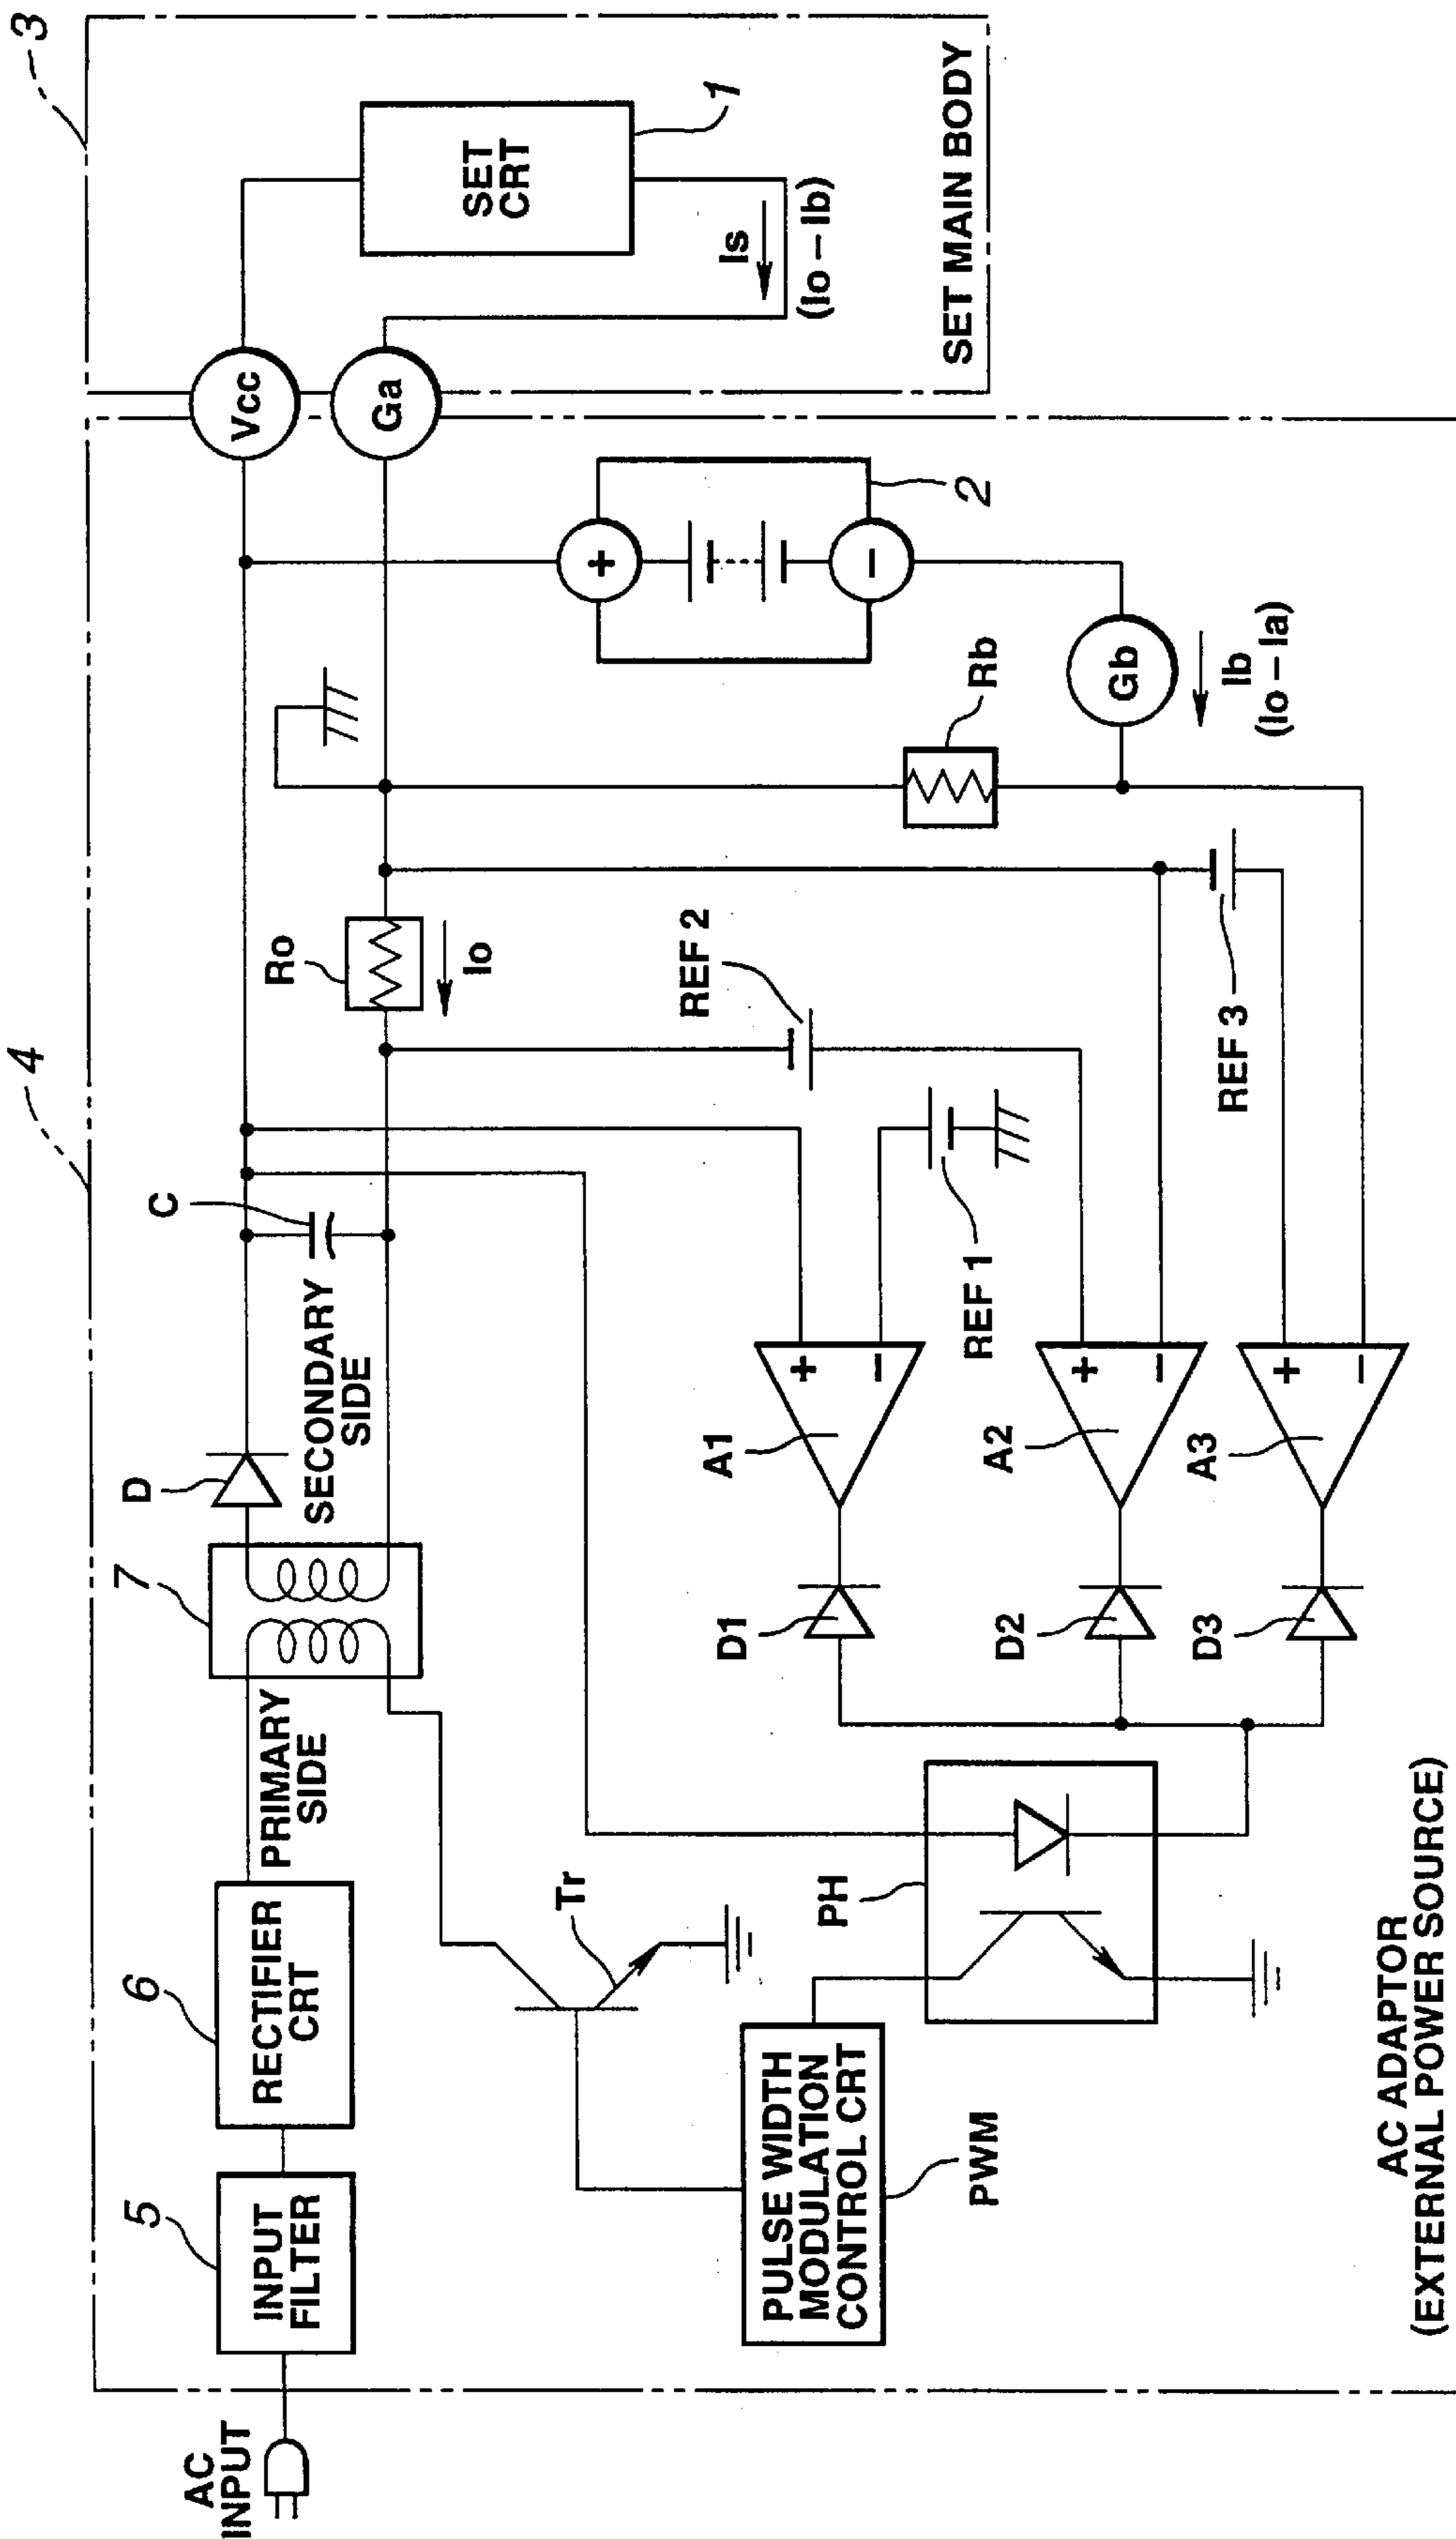 AC
INPUT
5
INPUT
FILTER
6
RECTIFIER
CRT
PRIMARY
SIDE
7
D
SECONDARY
SIDE
C
4
Ro
Io
Vcc
Ga
3
SET
CRT
1
Is
(Io – Ib)
SET MAIN BODY
+
–
2
Rb
Gb
Ib
(Io – Ia)
REF 2
REF 1
REF 3
Tr
PULSE WIDTH
MODULATION
CONTROL CRT
PWM
PH
D1
A1
+
–
D2
A2
+
–
D3
A3
+
–
AC ADAPTOR
(EXTERNAL POWER SOURCE)